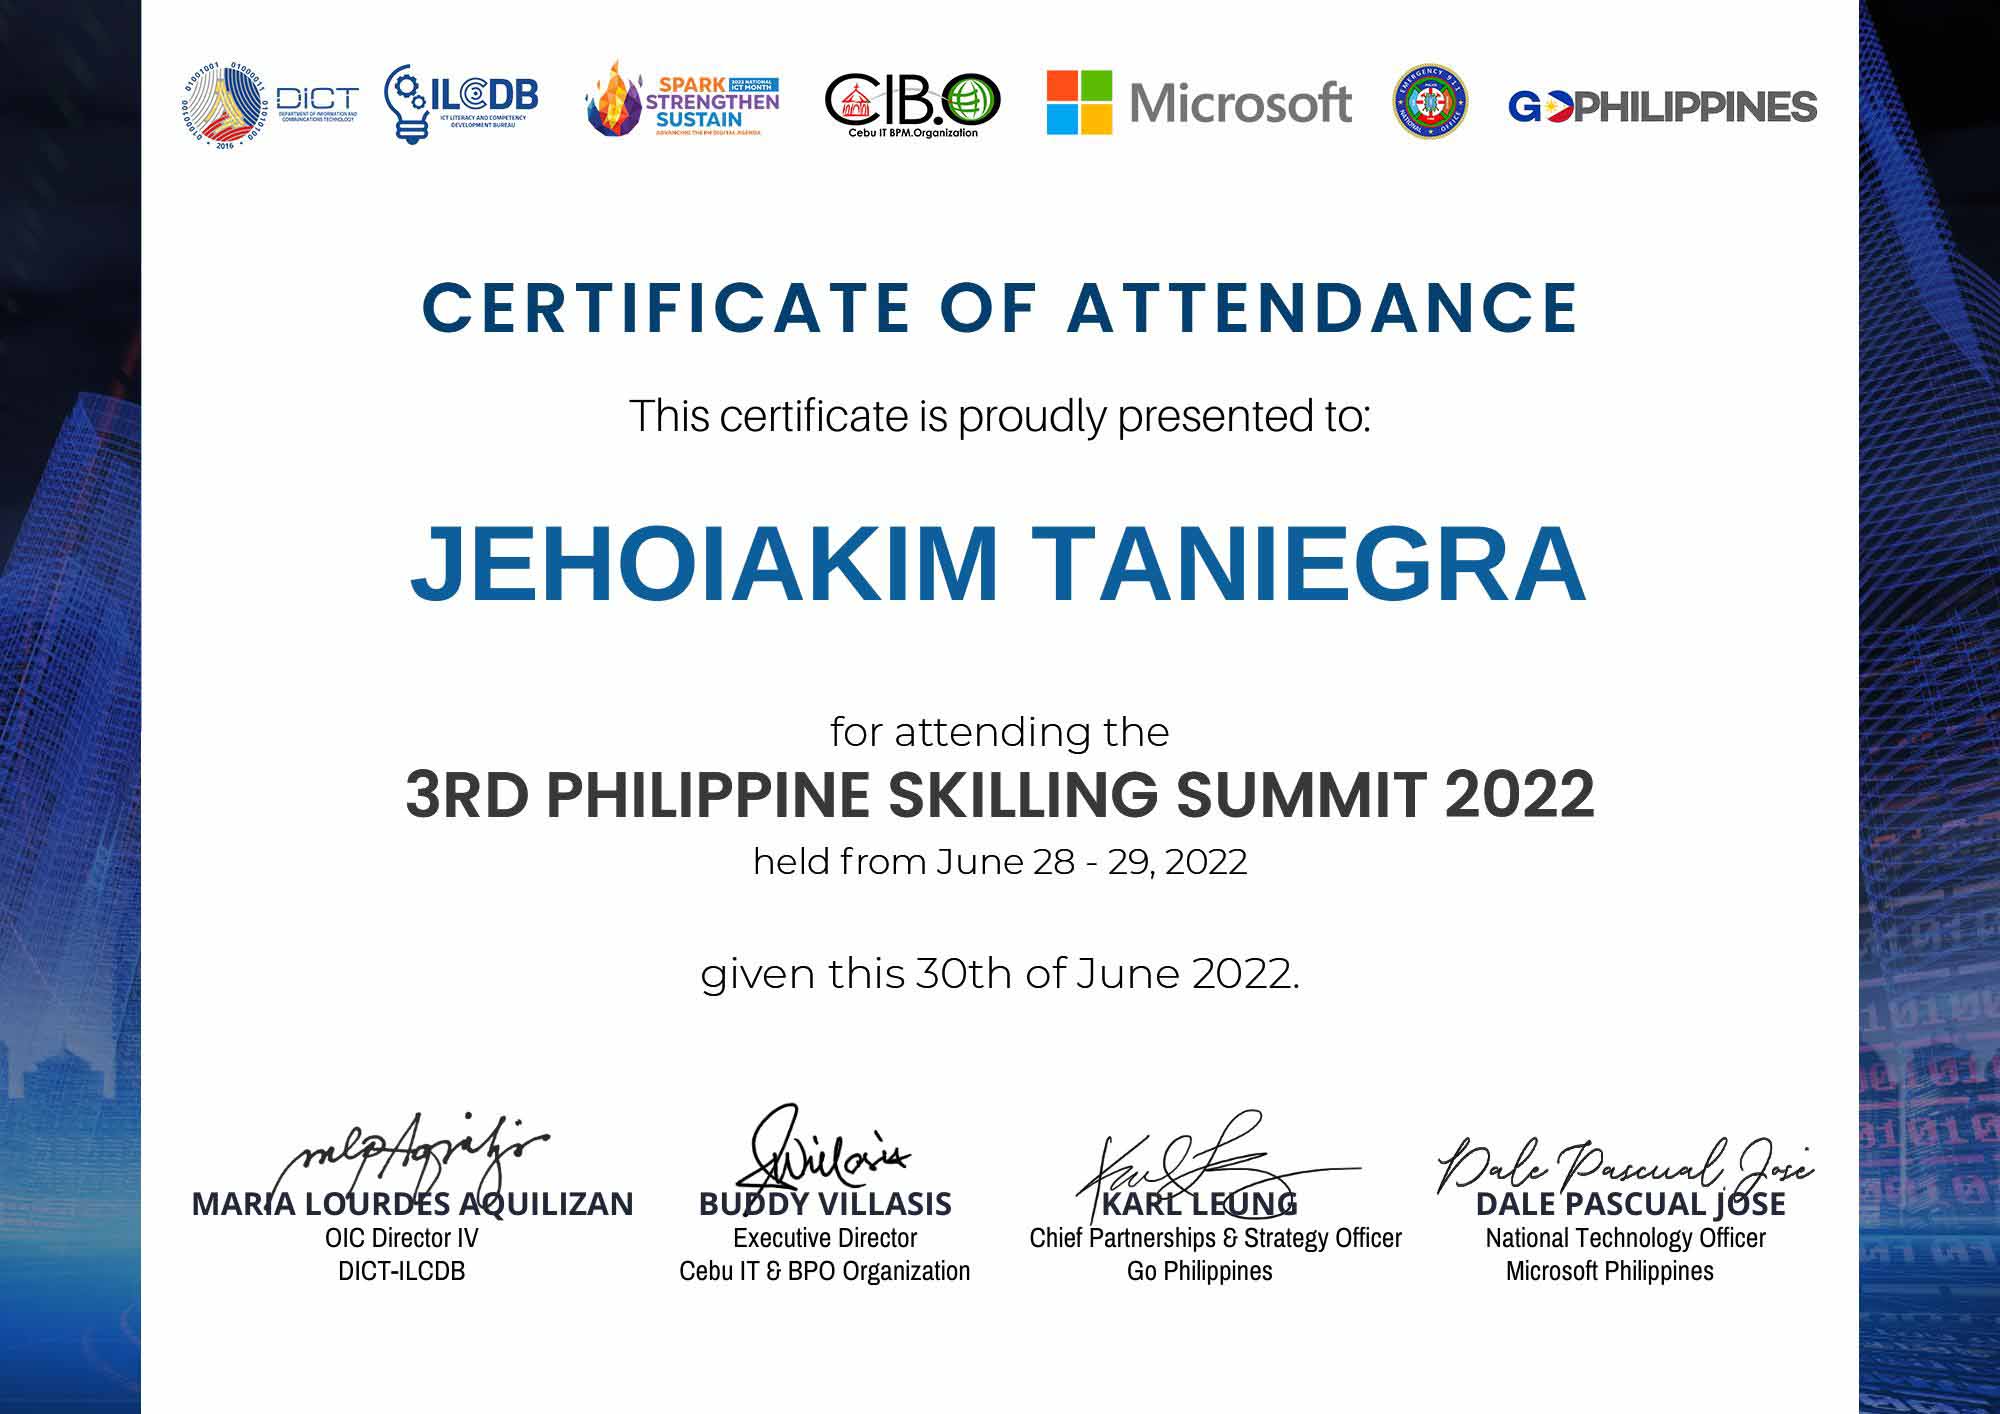 DICT
DEPARTMENT OF INFORMATION AND
COMMUNICATIONS TECHNOLOGY
2016
ILCDB
ICT LITERACY AND COMPETENCY
DEVELOPMENT BUREAU
SPARK
2022 NATIONAL
ICT MONTH
STRENGTHEN
SUSTAIN
ADVANCING THE PH DIGITAL AGENDA
CIB.O
Cebu IT BPM.Organization
Microsoft
EMERGENCY 911
NATIONAL OFFICE
GO PHILIPPINES
CERTIFICATE OF ATTENDANCE
This certificate is proudly presented to:
JEHOIAKIM TANIEGRA
for attending the
3RD PHILIPPINE SKILLING SUMMIT 2022
held from June 28 - 29, 2022
given this 30th of June 2022.
Dale Pascual Jose
MARIA LOURDES AQUILIZAN
OIC Director IV
DICT-ILCDB
BUDDY VILLASIS
Executive Director
Cebu IT & BPO Organization
KARL LEUNG
Chief Partnerships & Strategy Officer
Go Philippines
DALE PASCUAL JOSE
National Technology Officer
Microsoft Philippines